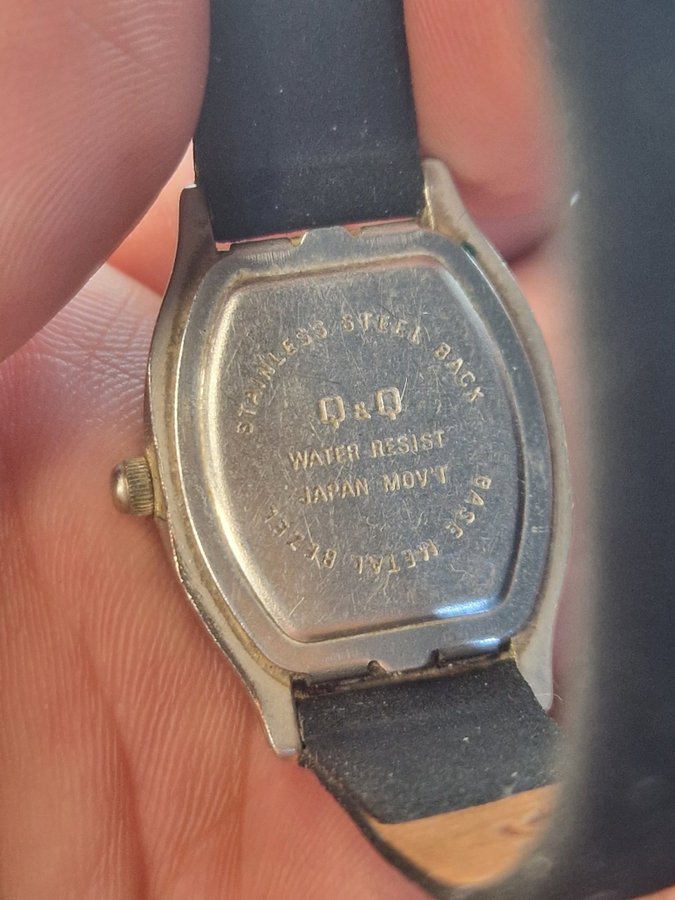 STAINLESS STEEL BACK
Q&Q
WATER RESIST
JAPAN MOV'T
BASE METAL BEZEL